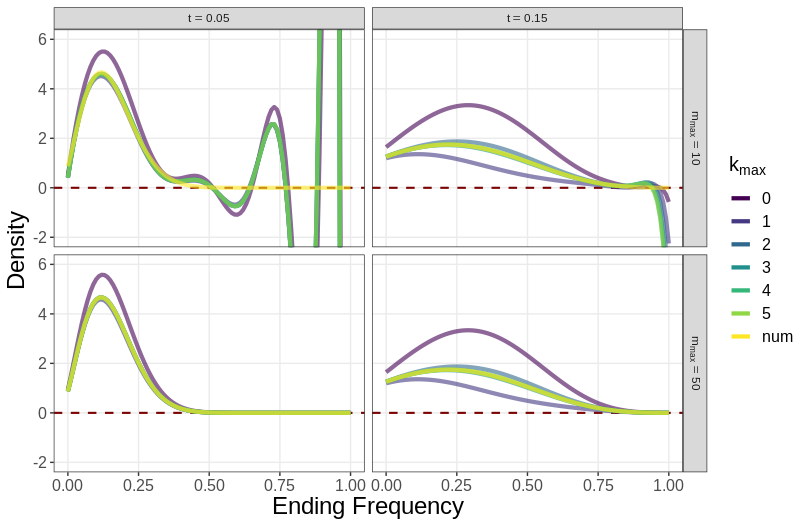 t = 0.05
t = 0.15
6
4
2
0
-2
m_max = 10
6
4
2
0
-2
m_max = 50
0.00 0.25 0.50 0.75 1.00
0.00 0.25 0.50 0.75 1.00
Ending Frequency
Density
k_max
0
1
2
3
4
5
num